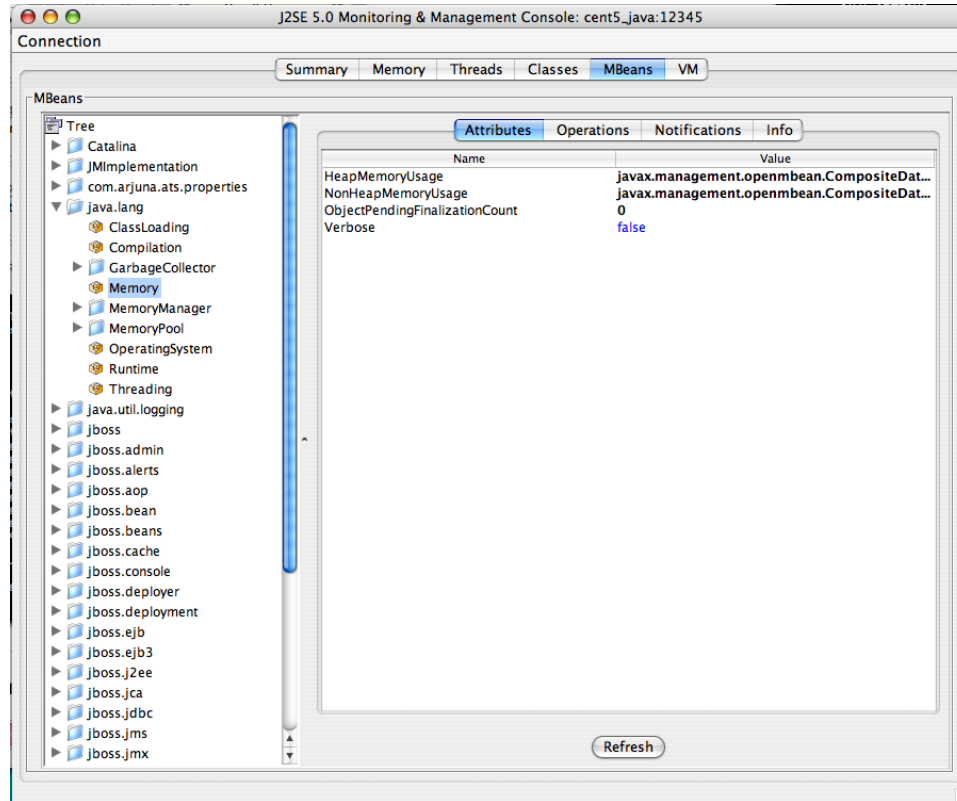 J2SE 5.0 Monitoring & Management Console: cent5_java:12345
Connection
Summary Memory Threads Classes MBeans VM
MBeans
Tree
Catalina
JMImplementation
com.arjuna.ats.properties
java.lang
ClassLoading
Compilation
GarbageCollector
Memory
MemoryManager
MemoryPool
OperatingSystem
Runtime
Threading
java.util.logging
jboss
jboss.admin
jboss.alerts
jboss.aop
jboss.bean
jboss.beans
jboss.cache
jboss.console
jboss.deployer
jboss.deployment
jboss.ejb
jboss.ejb3
jboss.j2ee
jboss.jca
jboss.jdbc
jboss.jms
jboss.jmx
Attributes Operations Notifications Info
Name Value
HeapMemoryUsage javax.management.openmbean.CompositeDat...
NonHeapMemoryUsage javax.management.openmbean.CompositeDat...
ObjectPendingFinalizationCount 0
Verbose false
Refresh